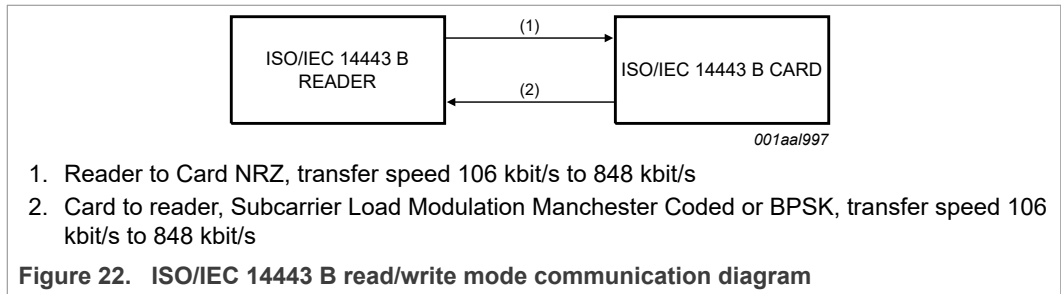 (1)
ISO/IEC 14443 B
READER
ISO/IEC 14443 B CARD
(2)
001aal997
1. Reader to Card NRZ, transfer speed 106 kbit/s to 848 kbit/s
2. Card to reader, Subcarrier Load Modulation Manchester Coded or BPSK, transfer speed 106
kbit/s to 848 kbit/s
Figure 22. ISO/IEC 14443 B read/write mode communication diagram